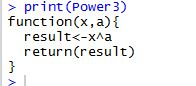 > print(Power3)
function(x,a){
  result<-x^a
  return(result)
}
>